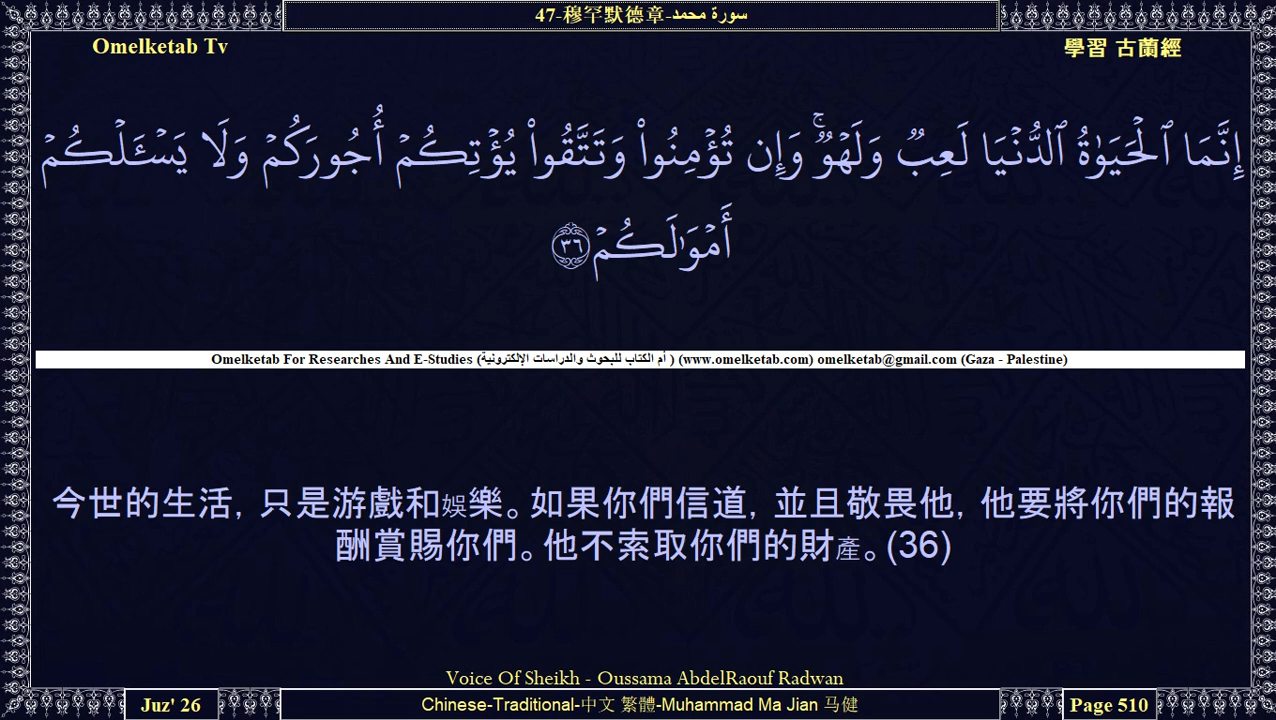 47-穆罕默德章-سورة محمد
Omelketab Tv
學習 古蘭經
إِنَّمَا ٱلْحَيَوٰةُ ٱلدُّنْيَا لَعِبٌ وَلَهْوٌ ۚ وَإِن تُؤْمِنُوا۟ وَتَتَّقُوا۟ يُؤْتِكُمْ أُجُورَكُمْ وَلَا يَسْـَٔلْكُمْ
أَمْوَٰلَكُمْ ٣٦
Omelketab For Researches And E-Studies (أم الكتاب للبحوث والدراسات الإلكترونية ) (www.omelketab.com) omelketab@gmail.com (Gaza - Palestine)
今世的生活，只是游戲和娛樂。如果你們信道，並且敬畏他，他要將你們的報
酬賞賜你們。他不索取你們的財產。(36)
Voice Of Sheikh - Oussama AbdelRaouf Radwan
Juz' 26
Chinese-Traditional-中文 繁體-Muhammad Ma Jian 马健
Page 510